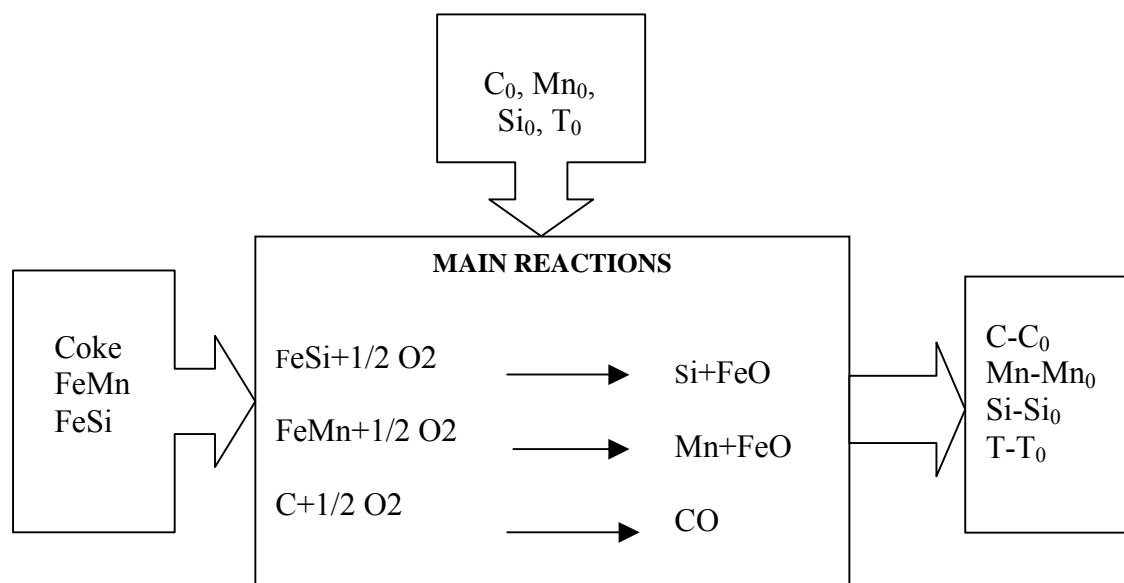 C₀, Mn₀,
Si₀, T₀
MAIN REACTIONS
Coke
FeMn
FeSi
FeSi+1/2 O2
Si+FeO
FeMn+1/2 O2
Mn+FeO
C+1/2 O2
CO
C-C₀
Mn-Mn₀
Si-Si₀
T-T₀